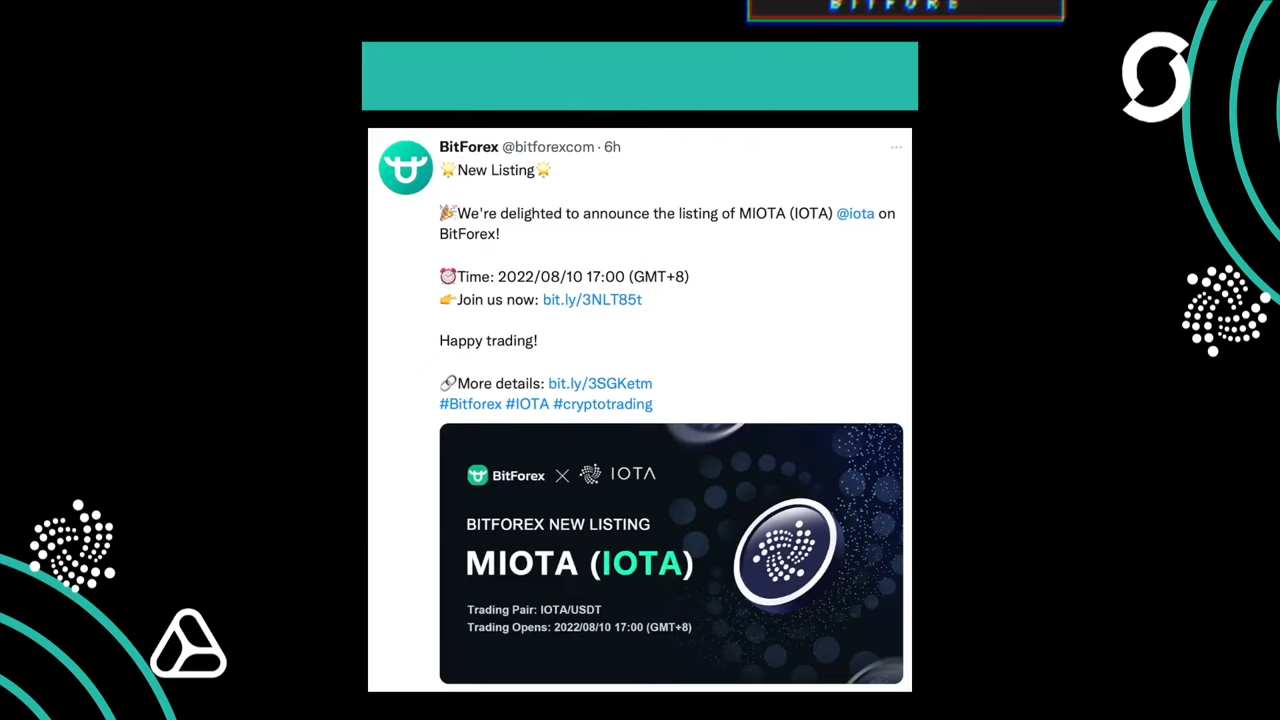 BITFORE
BitForex @bitforexcom · 6h
🌟New Listing🌟
🎉We're delighted to announce the listing of MIOTA (IOTA) @iota on
BitForex!
⏰Time: 2022/08/10 17:00 (GMT+8)
👉Join us now: bit.ly/3NLT85t
Happy trading!
🔗More details: bit.ly/3SGKetm
#Bitforex #IOTA #cryptotrading
BitForex X IOTA
BITFOREX NEW LISTING
MIOTA (IOTA)
Trading Pair: IOTA/USDT
Trading Opens: 2022/08/10 17:00 (GMT+8)